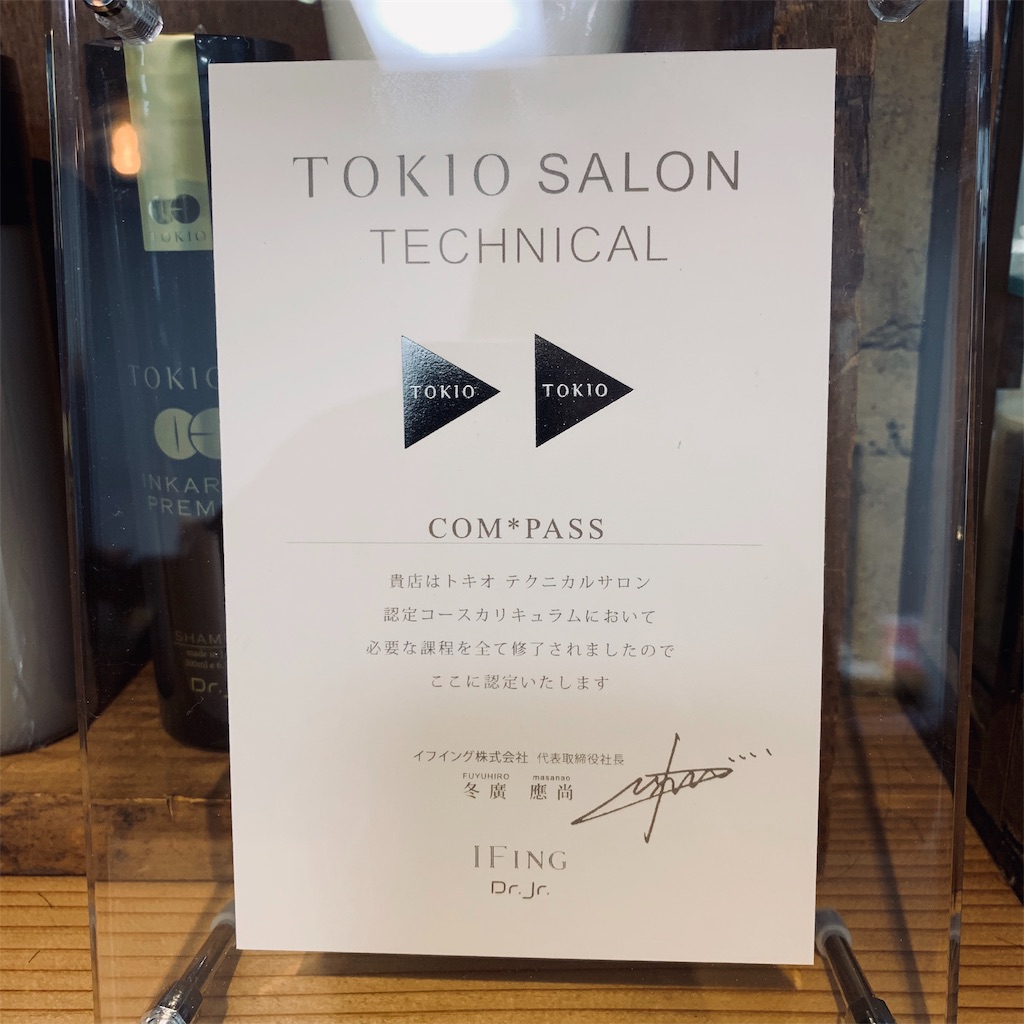 TOKIO SALON
TECHNICAL
TOKIO
TOKIO
COM*PASS
貴店はトキオ テクニカルサロン
認定コースカリキュラムにおいて
必要な課程を全て修了されましたので
ここに認定いたします
イフイング株式会社 代表取締役社長
FUYUHIRO masanao
冬廣 應尚
IFING
Dr.Jr.
TOKIO
TOKIO